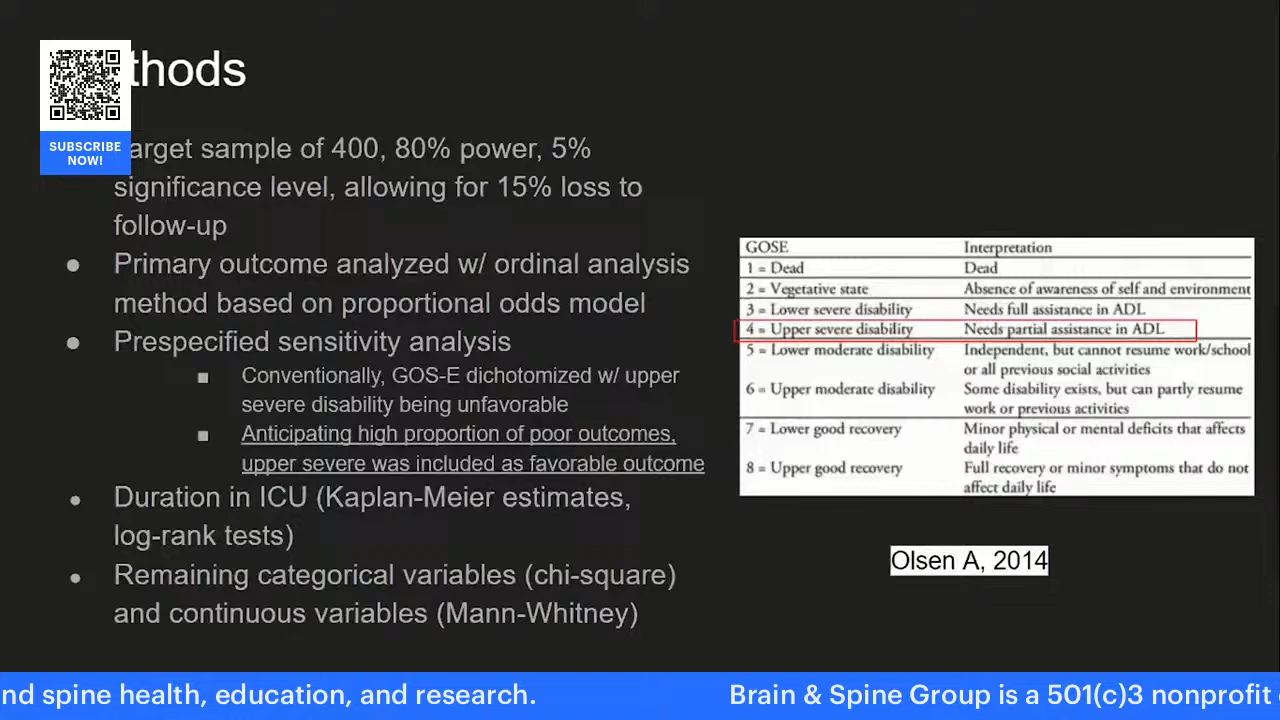 thods
SUBSCRIBE
NOW!
arget sample of 400, 80% power, 5%
significance level, allowing for 15% loss to
follow-up
● Primary outcome analyzed w/ ordinal analysis
method based on proportional odds model
● Prespecified sensitivity analysis
■ Conventionally, GOS-E dichotomized w/ upper
severe disability being unfavorable
■ Anticipating high proportion of poor outcomes,
upper severe was included as favorable outcome
● Duration in ICU (Kaplan-Meier estimates,
log-rank tests)
● Remaining categorical variables (chi-square)
and continuous variables (Mann-Whitney)
GOSE Interpretation
1 = Dead Dead
2 = Vegetative state Absence of awareness of self and environment
3 = Lower severe disability Needs full assistance in ADL
4 = Upper severe disability Needs partial assistance in ADL
5 = Lower moderate disability Independent, but cannot resume work/school
or all previous social activities
6 = Upper moderate disability Some disability exists, but can partly resume
work or previous activities
7 = Lower good recovery Minor physical or mental deficits that affects
daily life
8 = Upper good recovery Full recovery or minor symptoms that do not
affect daily life
Olsen A, 2014
nd spine health, education, and research. Brain & Spine Group is a 501(c)3 nonprofit